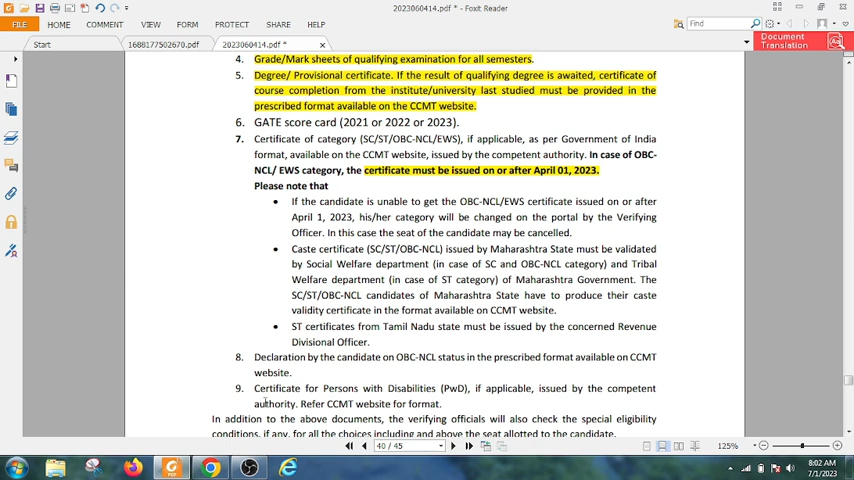 2023060414.pdf * - Foxit Reader
FILE HOME COMMENT VIEW FORM PROTECT SHARE HELP
Find
Start 1688177502670.pdf 2023060414.pdf *
Document Translation
4. Grade/Mark sheets of qualifying examination for all semesters.
5. Degree/ Provisional certificate. If the result of qualifying degree is awaited, certificate of
course completion from the institute/university last studied must be provided in the
prescribed format available on the CCMT website.
6. GATE score card (2021 or 2022 or 2023).
7. Certificate of category (SC/ST/OBC-NCL/EWS), if applicable, as per Government of India
format, available on the CCMT website, issued by the competent authority. In case of OBC-
NCL/ EWS category, the certificate must be issued on or after April 01, 2023.
Please note that
• If the candidate is unable to get the OBC-NCL/EWS certificate issued on or after
April 1, 2023, his/her category will be changed on the portal by the Verifying
Officer. In this case the seat of the candidate may be cancelled.
• Caste certificate (SC/ST/OBC-NCL) issued by Maharashtra State must be validated
by Social Welfare department (in case of SC and OBC-NCL category) and Tribal
Welfare department (in case of ST category) of Maharashtra Government. The
SC/ST/OBC-NCL candidates of Maharashtra State have to produce their caste
validity certificate in the format available on CCMT website.
• ST certificates from Tamil Nadu state must be issued by the concerned Revenue
Divisional Officer.
8. Declaration by the candidate on OBC-NCL status in the prescribed format available on CCMT
website.
9. Certificate for Persons with Disabilities (PwD), if applicable, issued by the competent
authority. Refer CCMT website for format.
In addition to the above documents, the verifying officials will also check the special eligibility
conditions, if any, for all the choices including and above the seat allotted to the candidate.
40 / 45
125%
8:02 AM
7/1/2023